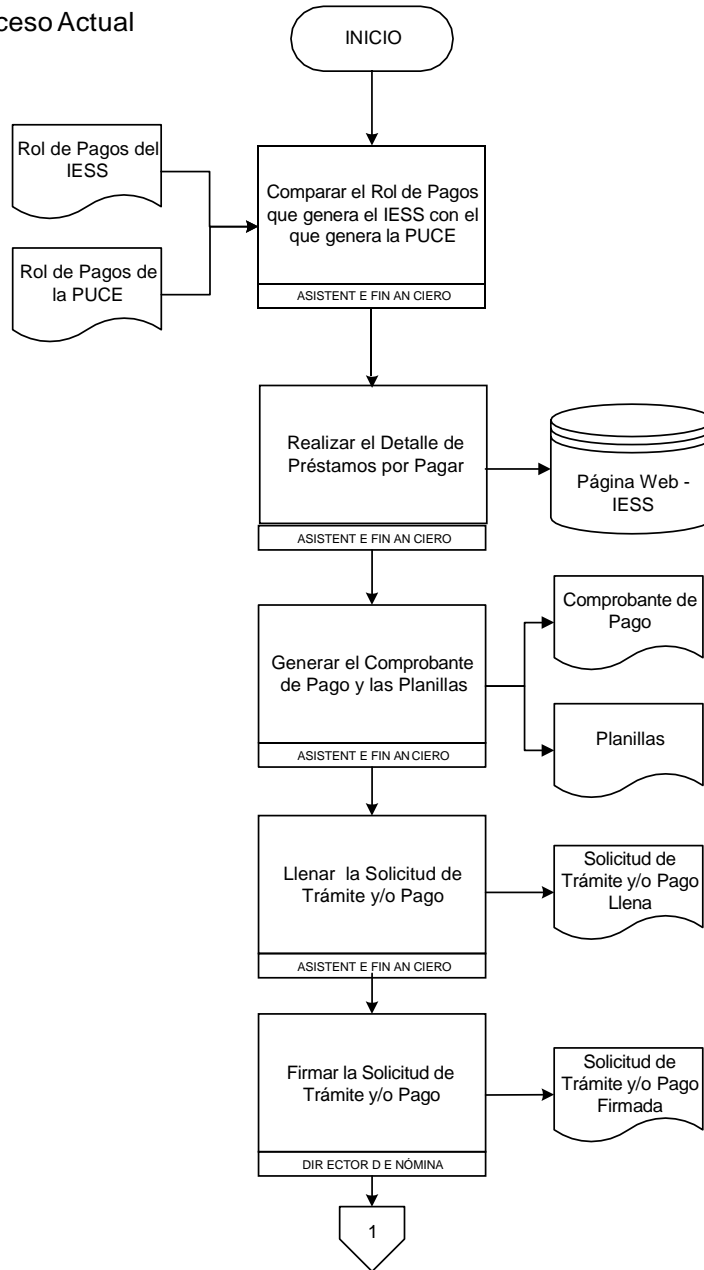 ceso Actual
INICIO
Rol de Pagos del
IESS
Rol de Pagos de
la PUCE
Comparar el Rol de Pagos
que genera el IESS con el
que genera la PUCE
ASISTENT E FIN AN CIERO
Realizar el Detalle de
Préstamos por Pagar
ASISTENT E FIN AN CIERO
Página Web -
IESS
Generar el Comprobante
de Pago y las Planillas
ASISTENT E FIN AN CIERO
Comprobante de
Pago
Planillas
Llenar la Solicitud de
Trámite y/o Pago
ASISTENT E FIN AN CIERO
Solicitud de
Trámite y/o Pago
Llena
Firmar la Solicitud de
Trámite y/o Pago
DIR ECTOR D E NÓMINA
Solicitud de
Trámite y/o Pago
Firmada
1